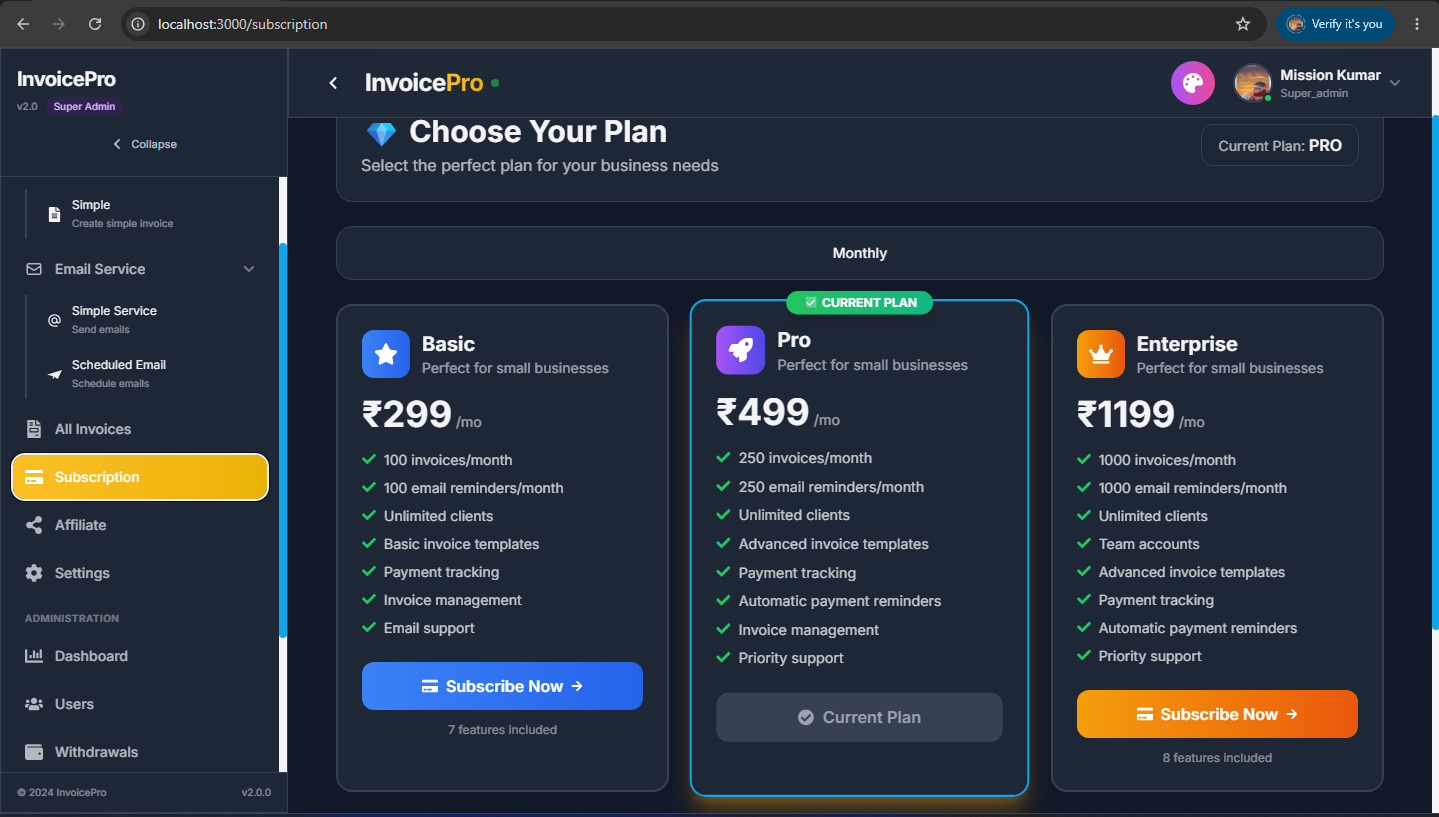 localhost:3000/subscription
Verify it's you
InvoicePro
v2.0 Super Admin
Collapse
Simple
Create simple invoice
Email Service
Simple Service
Send emails
Scheduled Email
Schedule emails
All Invoices
Subscription
Affiliate
Settings
ADMINISTRATION
Dashboard
Users
Withdrawals
© 2024 InvoicePro v2.0.0
InvoicePro
Mission Kumar
Super_admin
Choose Your Plan
Select the perfect plan for your business needs
Current Plan: PRO
Monthly
Basic
Perfect for small businesses
₹299 /mo
100 invoices/month
100 email reminders/month
Unlimited clients
Basic invoice templates
Payment tracking
Invoice management
Email support
Subscribe Now →
7 features included
CURRENT PLAN
Pro
Perfect for small businesses
₹499 /mo
250 invoices/month
250 email reminders/month
Unlimited clients
Advanced invoice templates
Payment tracking
Automatic payment reminders
Invoice management
Priority support
Current Plan
Enterprise
Perfect for small businesses
₹1199 /mo
1000 invoices/month
1000 email reminders/month
Unlimited clients
Team accounts
Advanced invoice templates
Payment tracking
Automatic payment reminders
Priority support
Subscribe Now →
8 features included